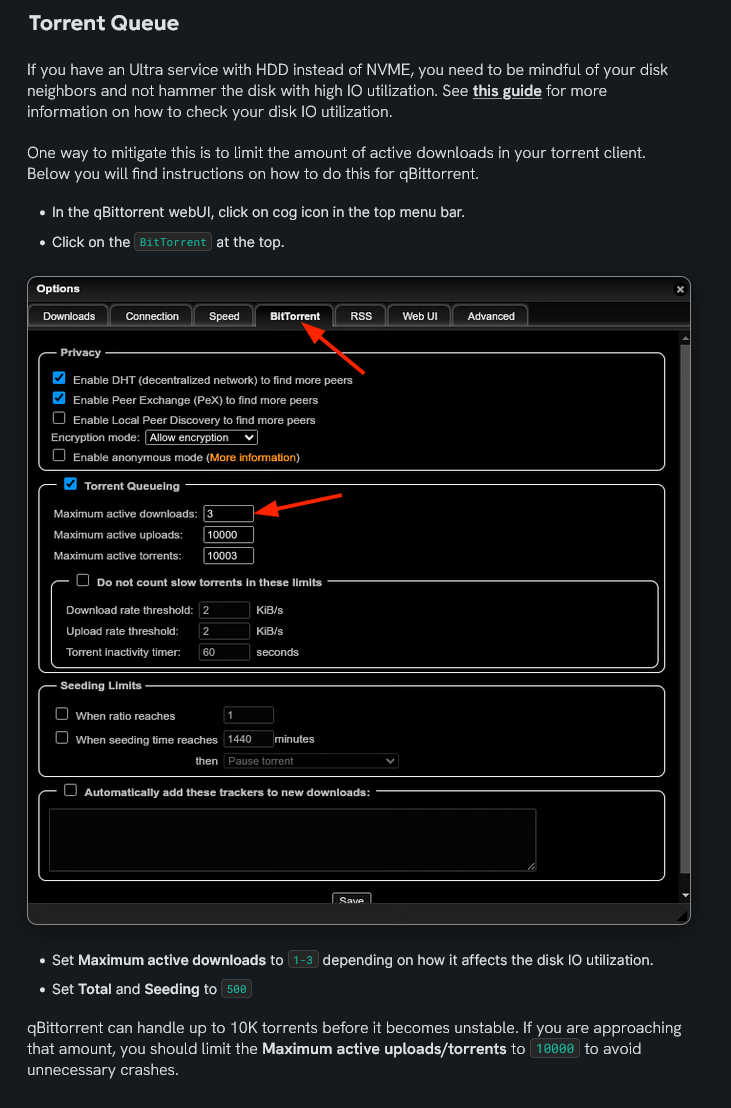 Torrent Queue
If you have an Ultra service with HDD instead of NVME, you need to be mindful of your disk
neighbors and not hammer the disk with high IO utilization. See this guide for more
information on how to check your disk IO utilization.
One way to mitigate this is to limit the amount of active downloads in your torrent client.
Below you will find instructions on how to do this for qBittorrent.
• In the qBittorrent webUI, click on cog icon in the top menu bar.
• Click on the BitTorrent at the top.
Options
Downloads Connection Speed BitTorrent RSS Web UI Advanced
Privacy
Enable DHT (decentralized network) to find more peers
Enable Peer Exchange (PeX) to find more peers
Enable Local Peer Discovery to find more peers
Encryption mode: Allow encryption
Enable anonymous mode (More information)
Torrent Queueing
Maximum active downloads: 3
Maximum active uploads: 10000
Maximum active torrents: 10003
Do not count slow torrents in these limits
Download rate threshold: 2 KiB/s
Upload rate threshold: 2 KiB/s
Torrent inactivity timer: 60 seconds
Seeding Limits
When ratio reaches 1
When seeding time reaches 1440 minutes
then Pause torrent
Automatically add these trackers to new downloads:
Save
• Set Maximum active downloads to 1-3 depending on how it affects the disk IO utilization.
• Set Total and Seeding to 500
qBittorrent can handle up to 10K torrents before it becomes unstable. If you are approaching
that amount, you should limit the Maximum active uploads/torrents to 10000 to avoid
unnecessary crashes.